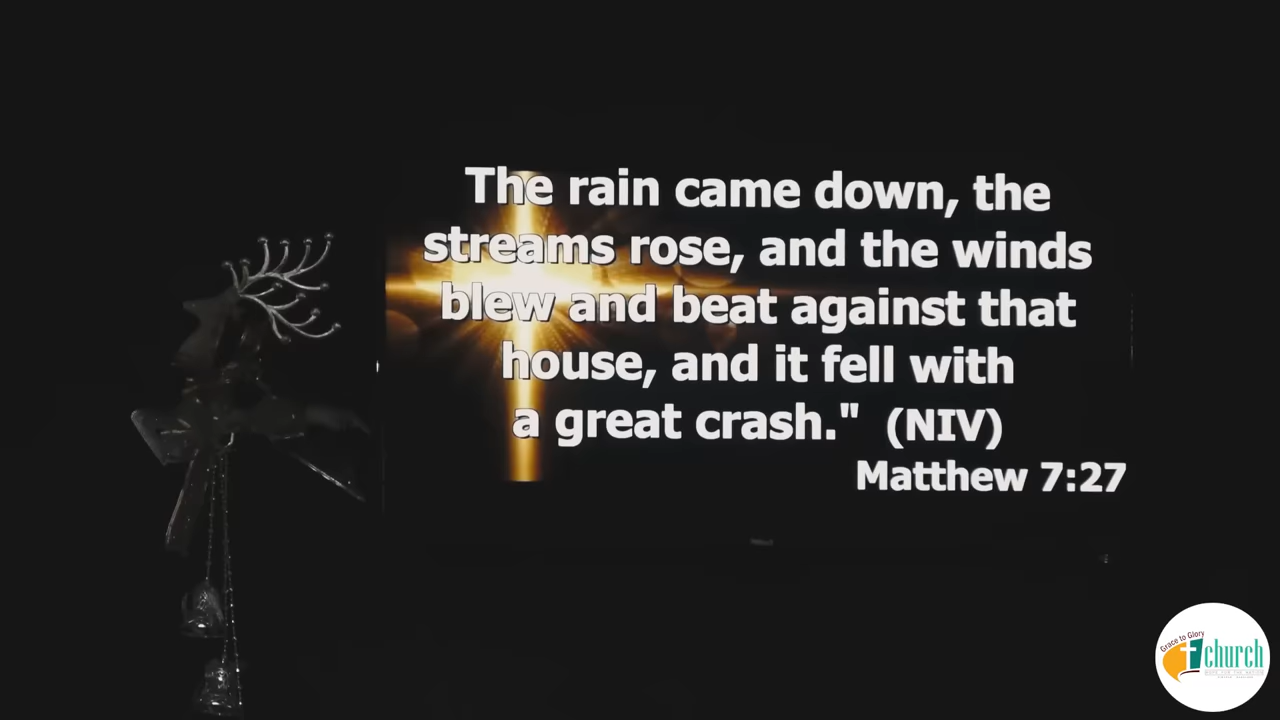 The rain came down, the
streams rose, and the winds
blew and beat against that
house, and it fell with
a great crash." (NIV)
Matthew 7:27
Grace to Glory
church